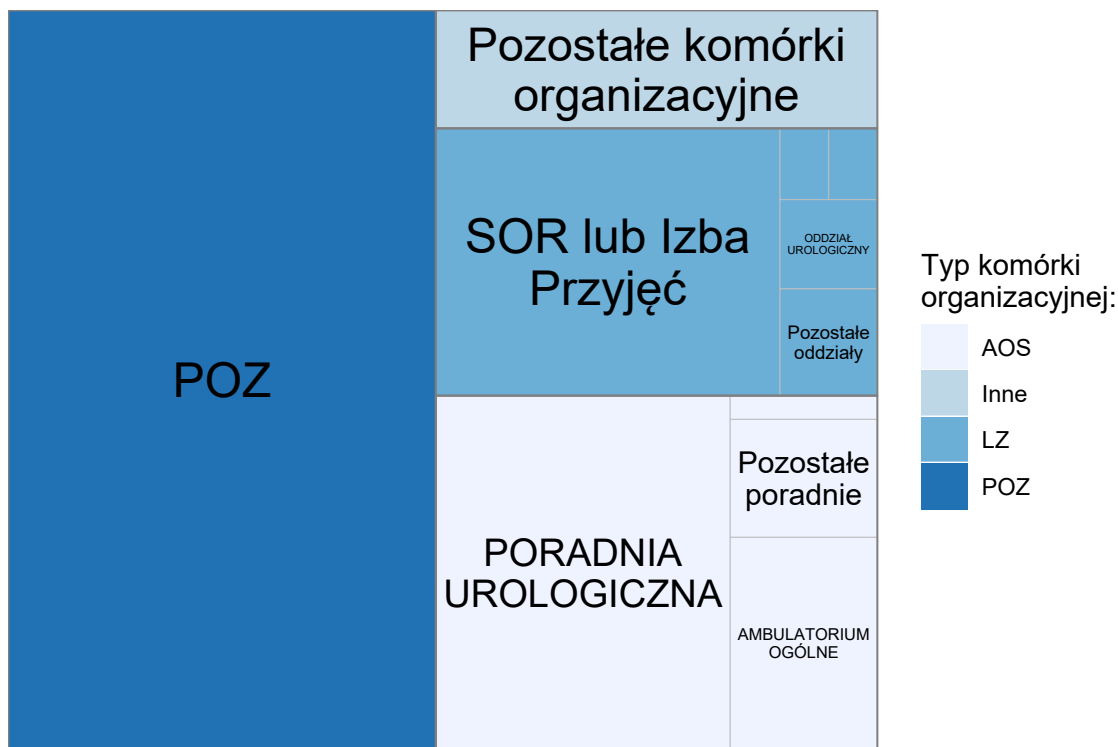 POZ
Pozostałe komórki
organizacyjne
SOR lub Izba
Przyjęć
ODDZIAŁ
UROLOGICZNY
Pozostałe
oddziały
PORADNIA
UROLOGICZNA
Pozostałe
poradnie
AMBULATORIUM
OGÓLNE
Typ komórki
organizacyjnej:
AOS
Inne
LZ
POZ